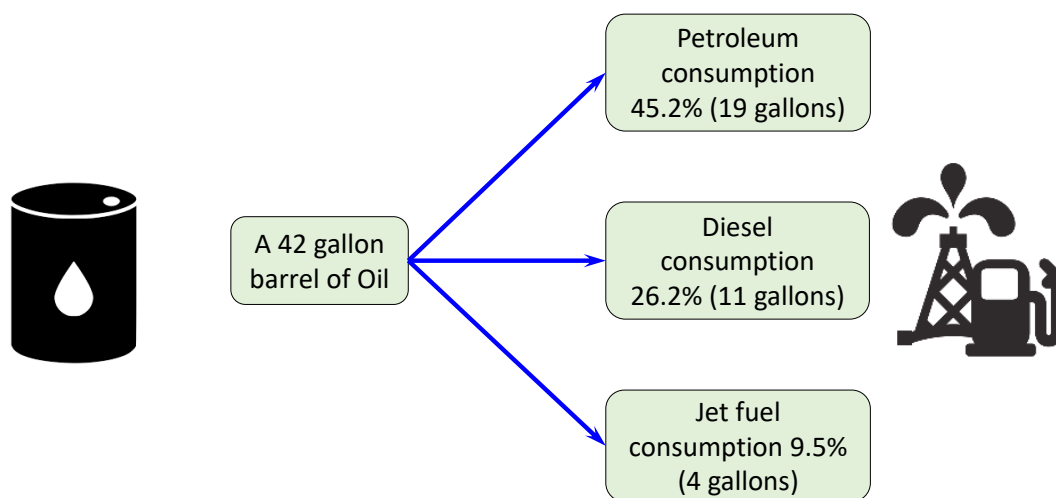 Petroleum
consumption
45.2% (19 gallons)
A 42 gallon
barrel of Oil
Diesel
consumption
26.2% (11 gallons)
Jet fuel
consumption 9.5%
(4 gallons)